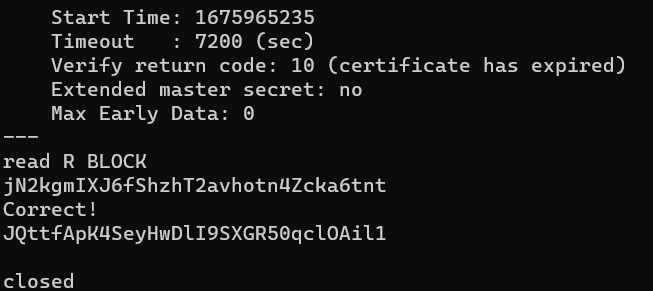 Start Time: 1675965235
Timeout   : 7200 (sec)
Verify return code: 10 (certificate has expired)
Extended master secret: no
Max Early Data: 0
---
read R BLOCK
jN2kgmIXJ6fShzhT2avhotn4Zcka6tnt
Correct!
JQttfApK4SeyHwDlI9SXGR50qclOAil1
closed